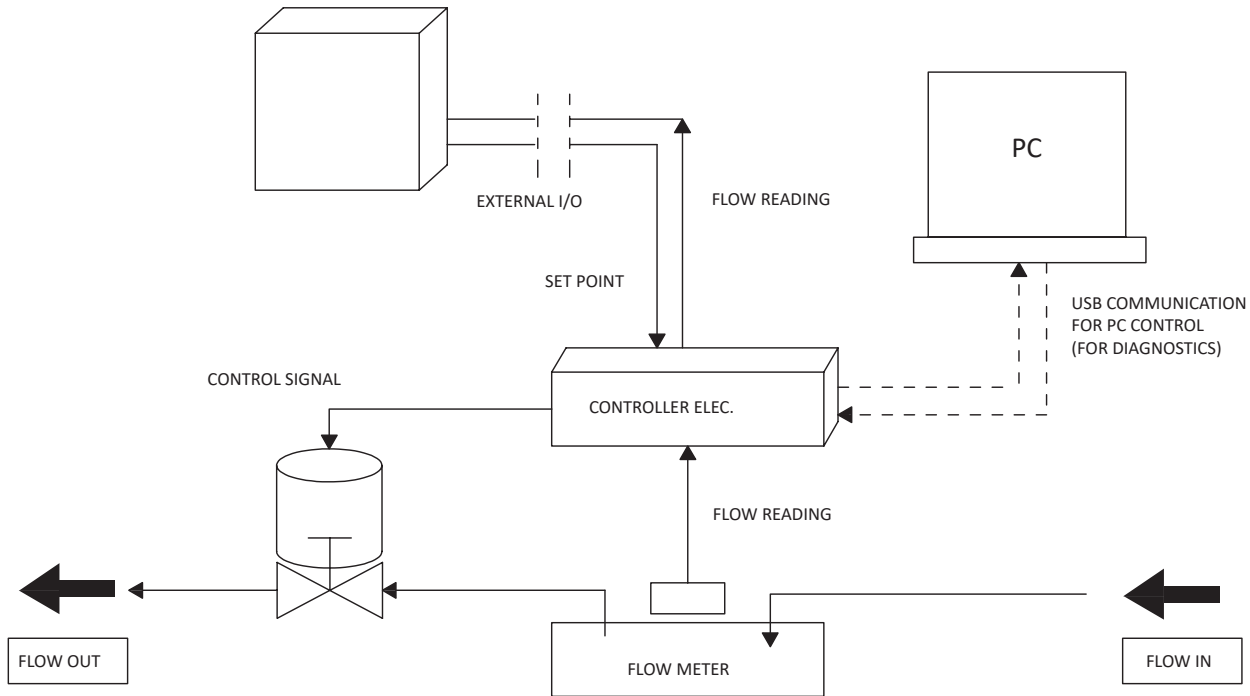 PC
EXTERNAL I/O
FLOW READING
SET POINT
USB COMMUNICATION
FOR PC CONTROL
(FOR DIAGNOSTICS)
CONTROL SIGNAL
CONTROLLER ELEC.
FLOW READING
FLOW OUT
FLOW METER
FLOW IN